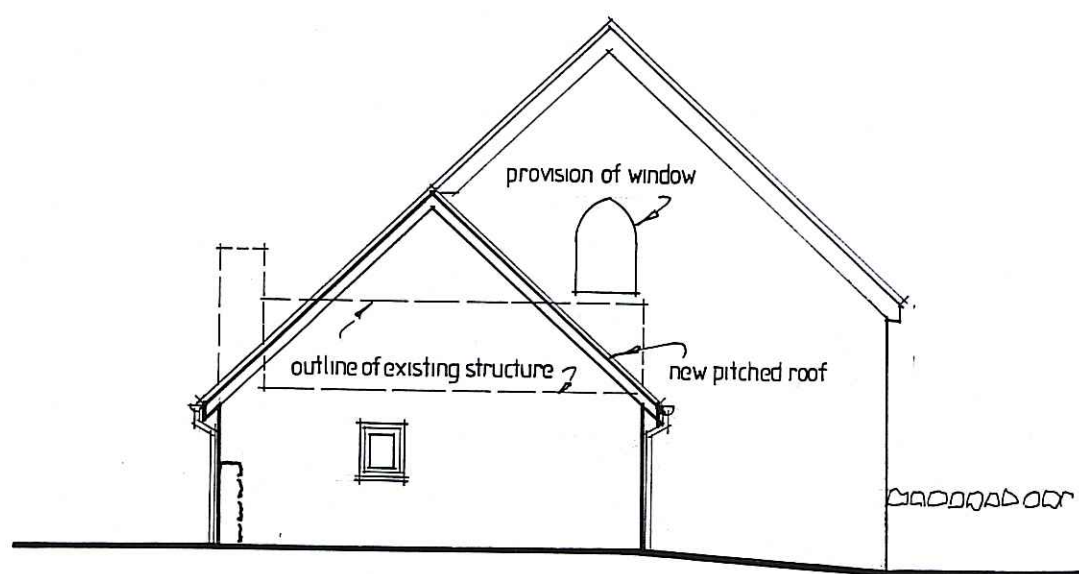 provision of window
outline of existing structure
new pitched roof